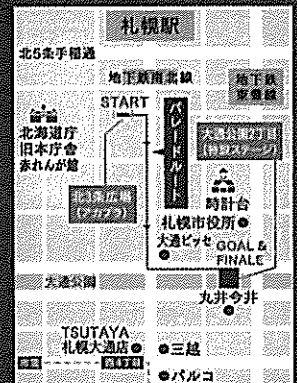 札幌駅
北5条手稲通
地下鉄南北線
地下鉄
東豊線
START
パレードルート
大通公園2丁目
(特設ステージ)
北海道庁
旧本庁舎
赤れんが館
北3条広場
(アカプラ)
時計台
札幌市役所
大通ビッセ
GOAL &
FINALE
大通公園
丸井今井
TSUTAYA
札幌大通店
三越
西4丁目
パルコ